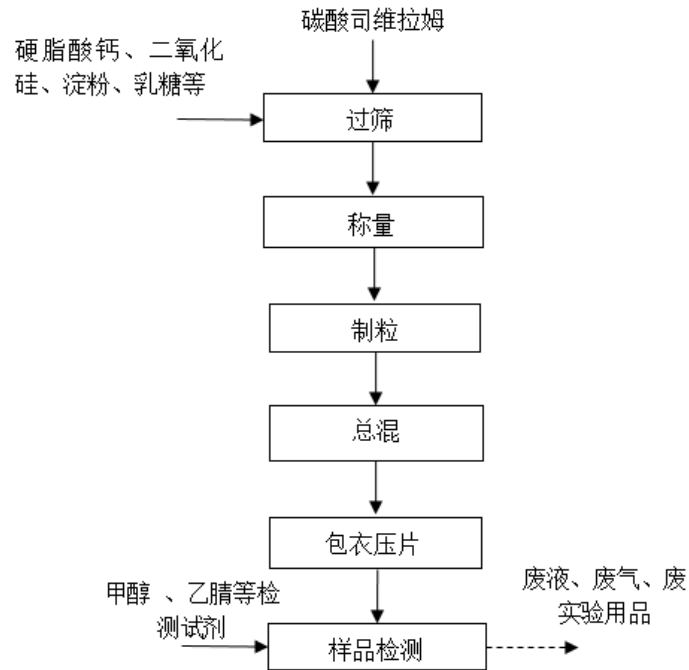 碳酸司维拉姆
硬脂酸钙、二氧化
硅、淀粉、乳糖等
过筛
称量
制粒
总混
包衣压片
甲醇 、乙腈等检
测试剂
废液、废气、废
实验用品
样品检测